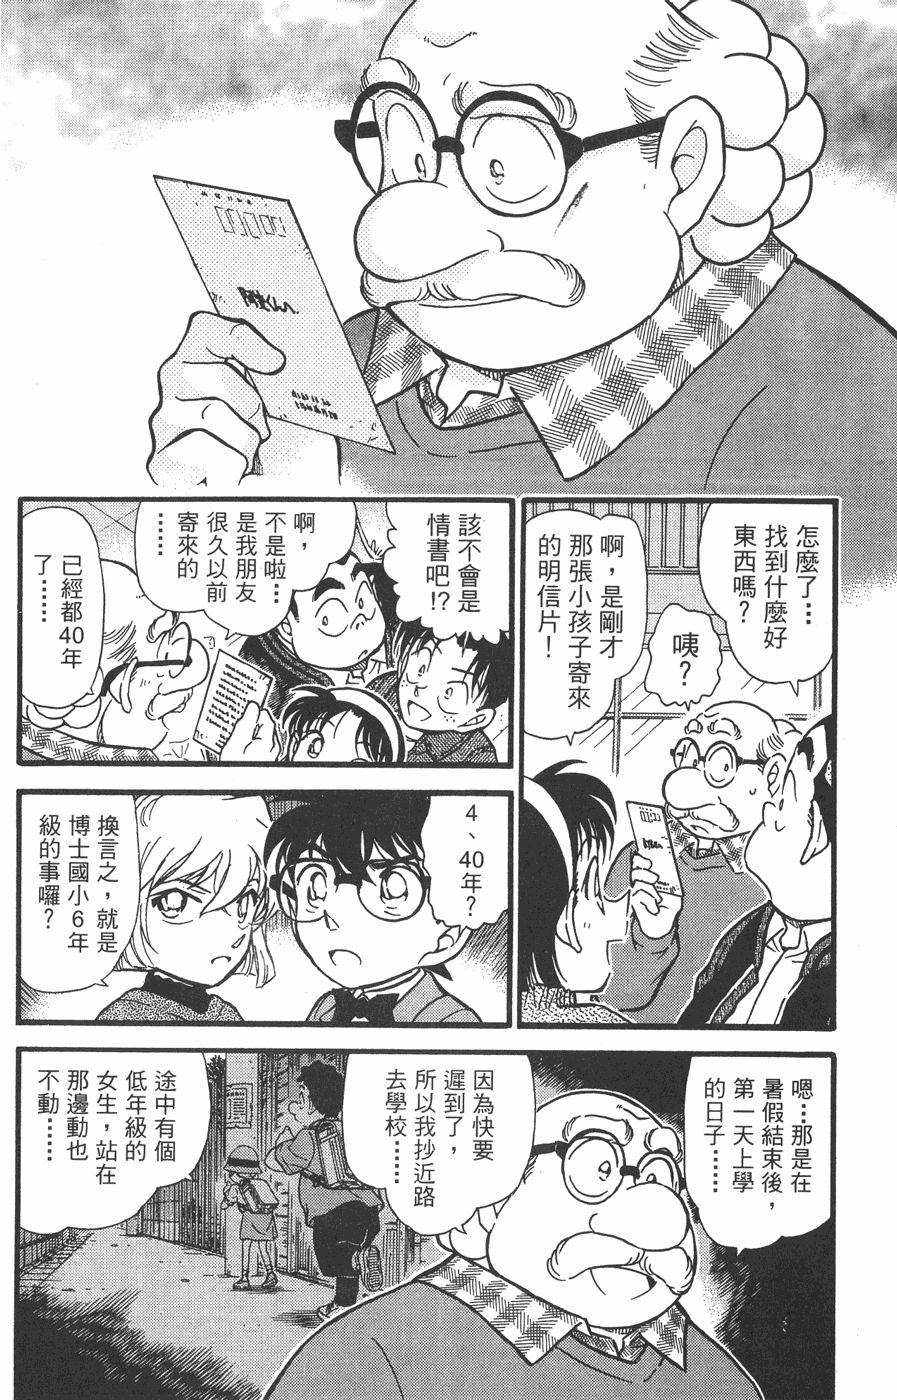 怎麼了…
找到什麼好
東西嗎？
咦？
啊，是剛才
那張小孩子寄來
的明信片！
該不會是
情書吧!?
啊，
不是啦…
是我朋友
很久以前
寄來的
……
已經都40年
了……
4、40年？
換言之，就是
博士國小6年
級的事囉？
嗯…那是在
暑假結束後，
第一天上學
的日子……
因為快要
遲到了，
所以我抄近路
去學校……
途中有個
低年級的
女生，站在
那邊動也
不動……